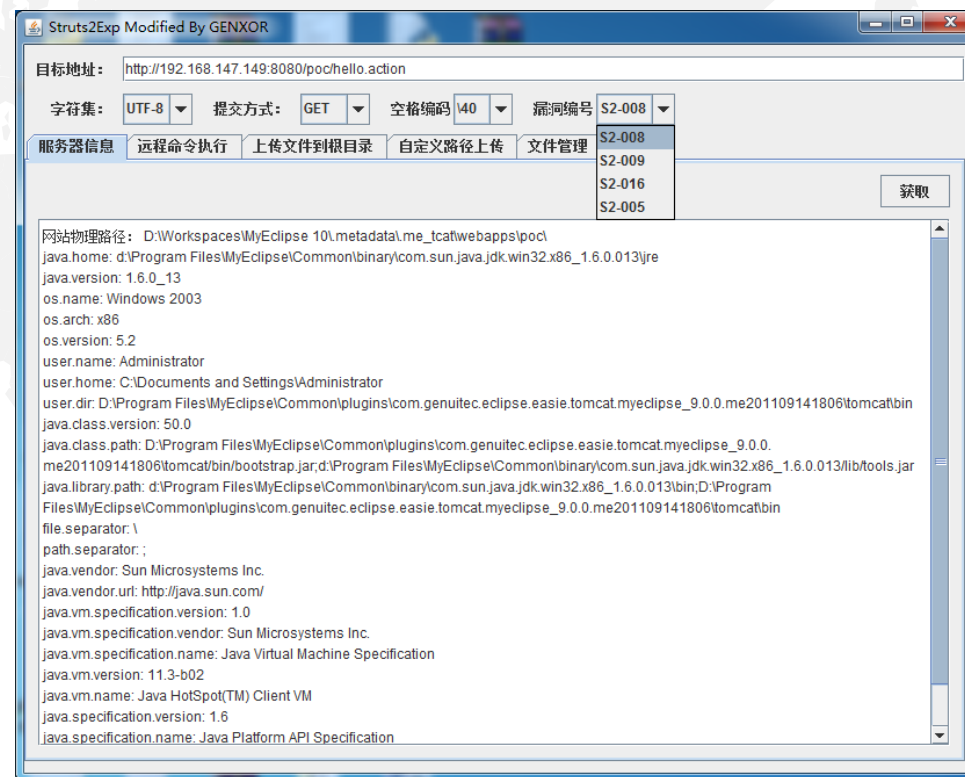 Struts2Exp Modified By GENXOR
目标地址： http://192.168.147.149:8080/poc/hello.action
字符集： UTF-8 提交方式： GET 空格编码 \40 漏洞编号 S2-008
S2-008
S2-009
S2-016
S2-005
服务器信息 远程命令执行 上传文件到根目录 自定义路径上传 文件管理
获取
网站物理路径： D:\Workspaces\MyEclipse 10\.metadata\.me_tcat\webapps\poc\
java.home: d:\Program Files\MyEclipse\Common\binary\com.sun.java.jdk.win32.x86_1.6.0.013\jre
java.version: 1.6.0_13
os.name: Windows 2003
os.arch: x86
os.version: 5.2
user.name: Administrator
user.home: C:\Documents and Settings\Administrator
user.dir: D:\Program Files\MyEclipse\Common\plugins\com.genuitec.eclipse.easie.tomcat.myeclipse_9.0.0.me201109141806\tomcat\bin
java.class.version: 50.0
java.class.path: D:\Program Files\MyEclipse\Common\plugins\com.genuitec.eclipse.easie.tomcat.myeclipse_9.0.0.
me201109141806\tomcat/bin/bootstrap.jar;d:\Program Files\MyEclipse\Common\binary\com.sun.java.jdk.win32.x86_1.6.0.013/lib/tools.jar
java.library.path: d:\Program Files\MyEclipse\Common\binary\com.sun.java.jdk.win32.x86_1.6.0.013\bin;D:\Program
Files\MyEclipse\Common\plugins\com.genuitec.eclipse.easie.tomcat.myeclipse_9.0.0.me201109141806\tomcat\bin
file.separator: \
path.separator: ;
java.vendor: Sun Microsystems Inc.
java.vendor.url: http://java.sun.com/
java.vm.specification.version: 1.0
java.vm.specification.vendor: Sun Microsystems Inc.
java.vm.specification.name: Java Virtual Machine Specification
java.vm.version: 11.3-b02
java.vm.name: Java HotSpot(TM) Client VM
java.specification.version: 1.6
java.specification.name: Java Platform API Specification